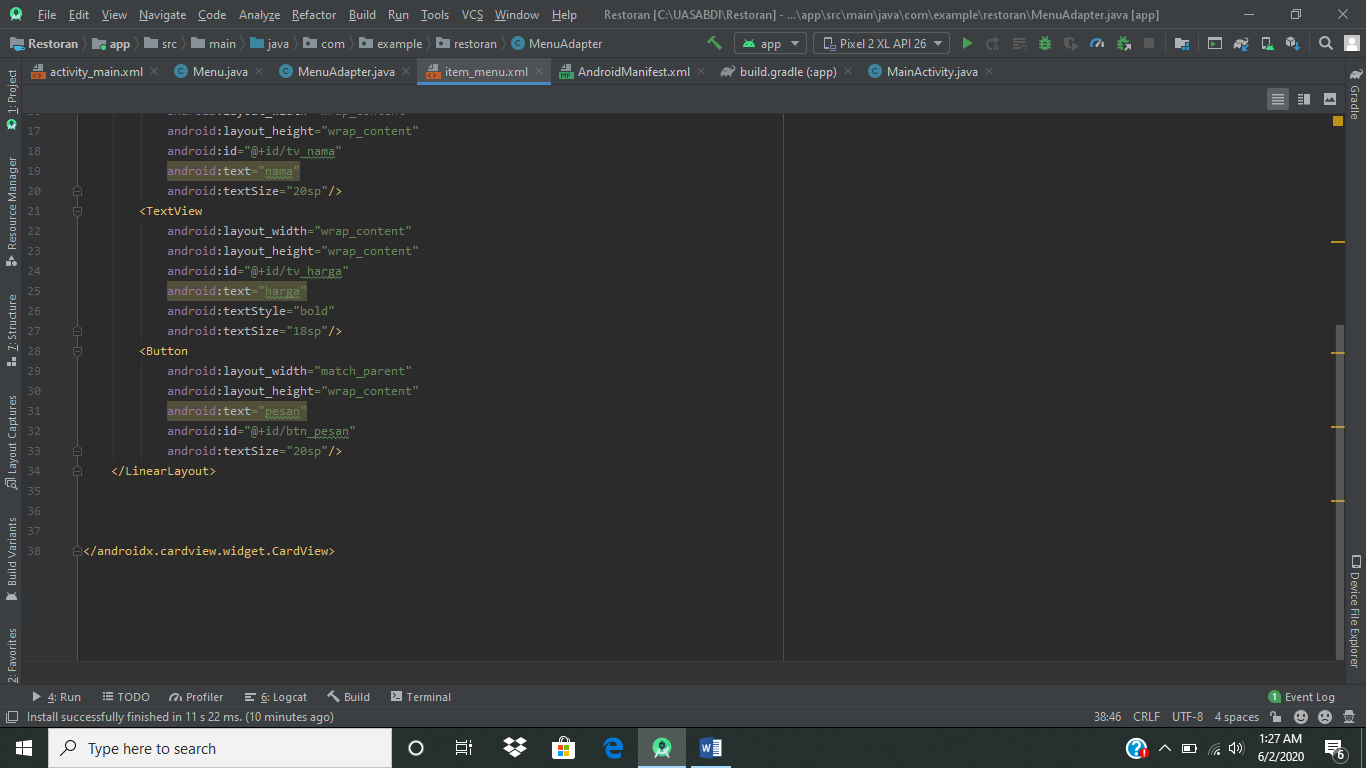 File Edit View Navigate Code Analyze Refactor Build Run Tools VCS Window Help Restoran [C:\UASABDI\Restoran] - ...\app\src\main\java\com\example\restoran\MenuAdapter.java [app]
Restoran app src main java com example restoran MenuAdapter app Pixel 2 XL API 26
activity_main.xml Menu.java MenuAdapter.java item_menu.xml AndroidManifest.xml build.gradle (:app) MainActivity.java
1: Project
Resource Manager
7: Structure
Layout Captures
Build Variants
2: Favorites
Gradle
Device File Explorer
17 android:layout_height="wrap_content"
18 android:id="@+id/tv_nama"
19 android:text="nama"
20 android:textSize="20sp"/>
21 <TextView
22 android:layout_width="wrap_content"
23 android:layout_height="wrap_content"
24 android:id="@+id/tv_harga"
25 android:text="harga"
26 android:textStyle="bold"
27 android:textSize="18sp"/>
28 <Button
29 android:layout_width="match_parent"
30 android:layout_height="wrap_content"
31 android:text="pesan"
32 android:id="@+id/btn_pesan"
33 android:textSize="20sp"/>
34 </LinearLayout>
35
36
37
38 </androidx.cardview.widget.CardView>
4: Run TODO Profiler 6: Logcat Build Terminal 1 Event Log
Install successfully finished in 11 s 22 ms. (10 minutes ago) 38:46 CRLF UTF-8 4 spaces
Type here to search
1:27 AM
6/2/2020
6